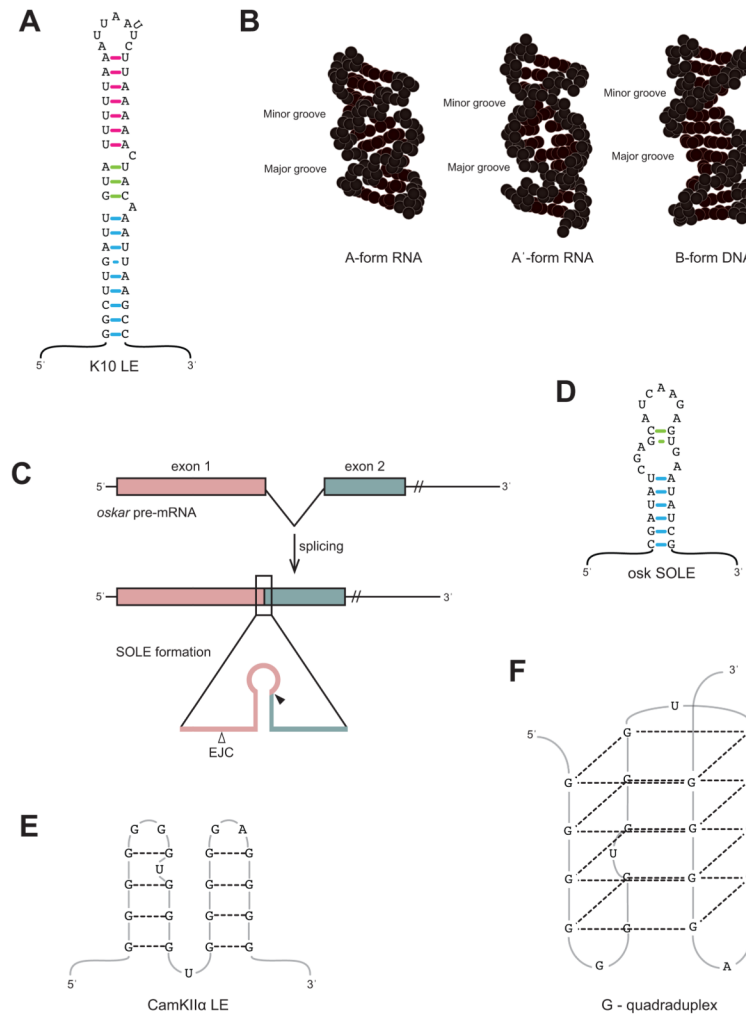 A
U A A U
U U
A C
A U
A U
U A
U A
U A
U A
U A
C
A U
U A
G C
A
U A
U A
A U
G U
U A
U A
C G
G C
G C
5′ 3′
K10 LE
B
Minor groove
Major groove
A-form RNA
Minor groove
Major groove
A′-form RNA
Minor groove
Major groove
B-form DNA
C
exon 1 exon 2
5′ 3′
oskar pre-mRNA
splicing
5′ 3′
SOLE formation
EJC
D
A A
C G
U A
A G
C G
G U
A G
G A
C A
U U
A A
U U
A A
G C
C G
5′ 3′
osk SOLE
E
G G G A
G G G G
U
G G G G
G G G G
G G G G
U
5′ 3′
CamKIIα LE
F
3′
U
5′ G
G G G
G G G
U
G G G
G G G
G A
G - quadraduplex